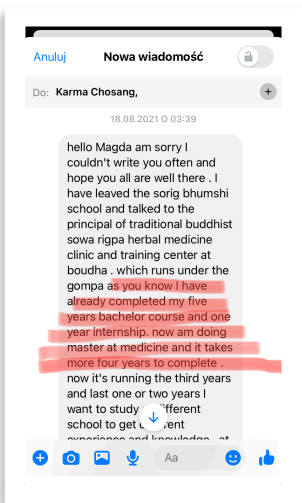 Anuluj Nowa wiadomość
Do: Karma Chosang,
18.08.2021 O 03:39
hello Magda am sorry I
couldn't write you often and
hope you all are well there . I
have leaved the sorig bhumshi
school and talked to the
principal of traditional buddhist
sowa rigpa herbal medicine
clinic and training center at
boudha . which runs under the
gompa as you know I have
already completed my five
years bachelor course and one
year internship. now am doing
master at medicine and it takes
more four years to complete .
now it's running the third years
and last one or two years I
want to study different
school to get
experience and knowledge . at
Aa